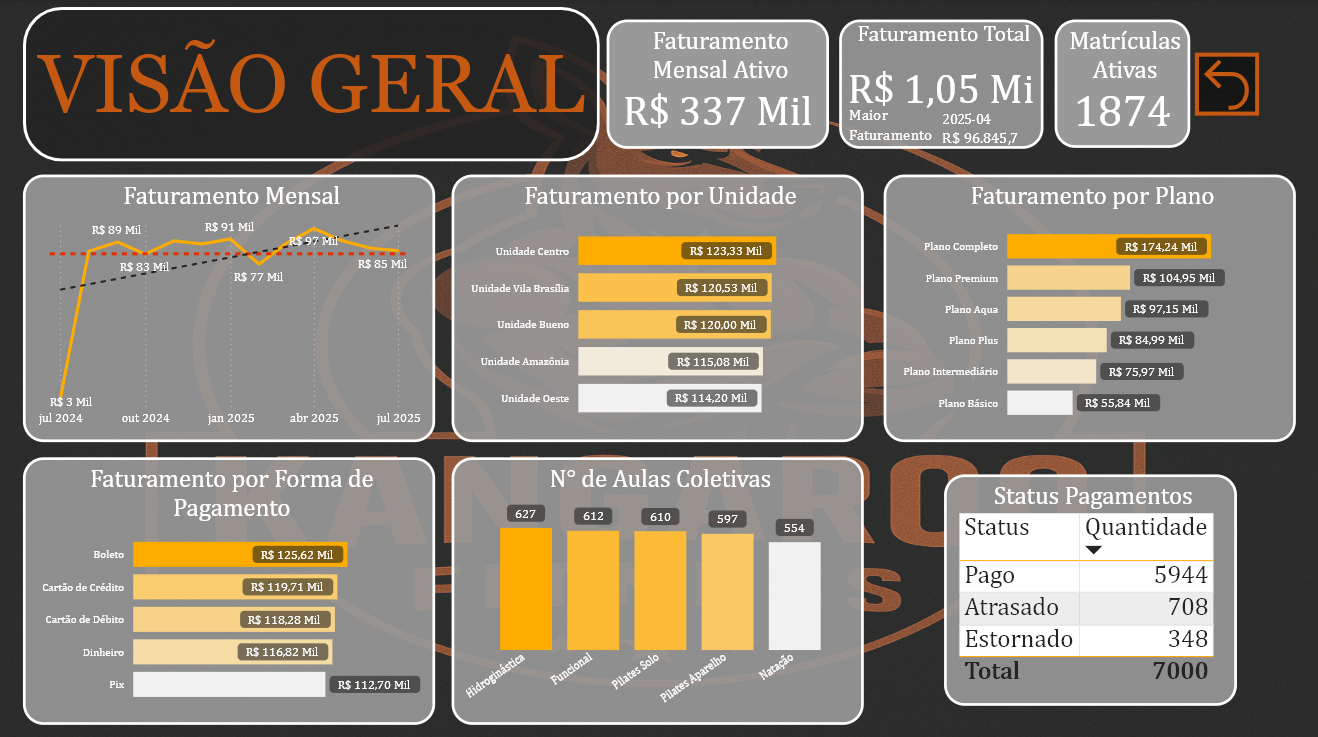 VISÃO GERAL
Faturamento
Mensal Ativo
R$ 337 Mil
Faturamento Total
R$ 1,05 Mi
Maior
Faturamento
2025-04
R$ 96.845,7
Matrículas
Ativas
1874
Faturamento Mensal
R$ 89 Mil
R$ 91 Mil
R$ 97 Mil
R$ 83 Mil
R$ 77 Mil
R$ 85 Mil
R$ 3 Mil
jul 2024
out 2024
jan 2025
abr 2025
jul 2025
Faturamento por Unidade
Unidade Centro R$ 123,33 Mil
Unidade Vila Brasília R$ 120,53 Mil
Unidade Bueno R$ 120,00 Mil
Unidade Amazônia R$ 115,08 Mil
Unidade Oeste R$ 114,20 Mil
Faturamento por Plano
Plano Completo R$ 174,24 Mil
Plano Premium R$ 104,95 Mil
Plano Aqua R$ 97,15 Mil
Plano Plus R$ 84,99 Mil
Plano Intermediário R$ 75,97 Mil
Plano Básico R$ 55,84 Mil
Faturamento por Forma de
Pagamento
Boleto R$ 125,62 Mil
Cartão de Crédito R$ 119,71 Mil
Cartão de Débito R$ 118,28 Mil
Dinheiro R$ 116,82 Mil
Pix R$ 112,70 Mil
N° de Aulas Coletivas
627
612
610
597
554
Hidroginástica
Funcional
Pilates Solo
Pilates Aparelho
Natação
Status Pagamentos
Status Quantidade
Pago 5944
Atrasado 708
Estornado 348
Total 7000
KANGAROO